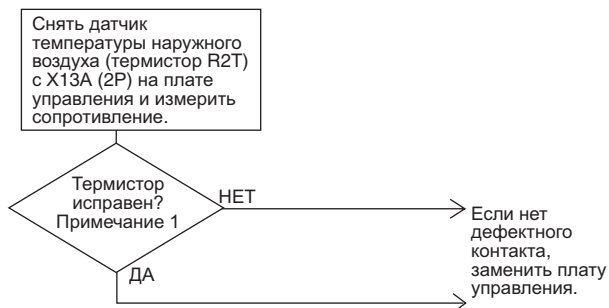 Снять датчик
температуры наружного
воздуха (термистор R2T)
с X13A (2P) на плате
управления и измерить
сопротивление.
Термистор
исправен?
Примечание 1
НЕТ
Если нет
дефектного
контакта,
заменить плату
управления.
ДА